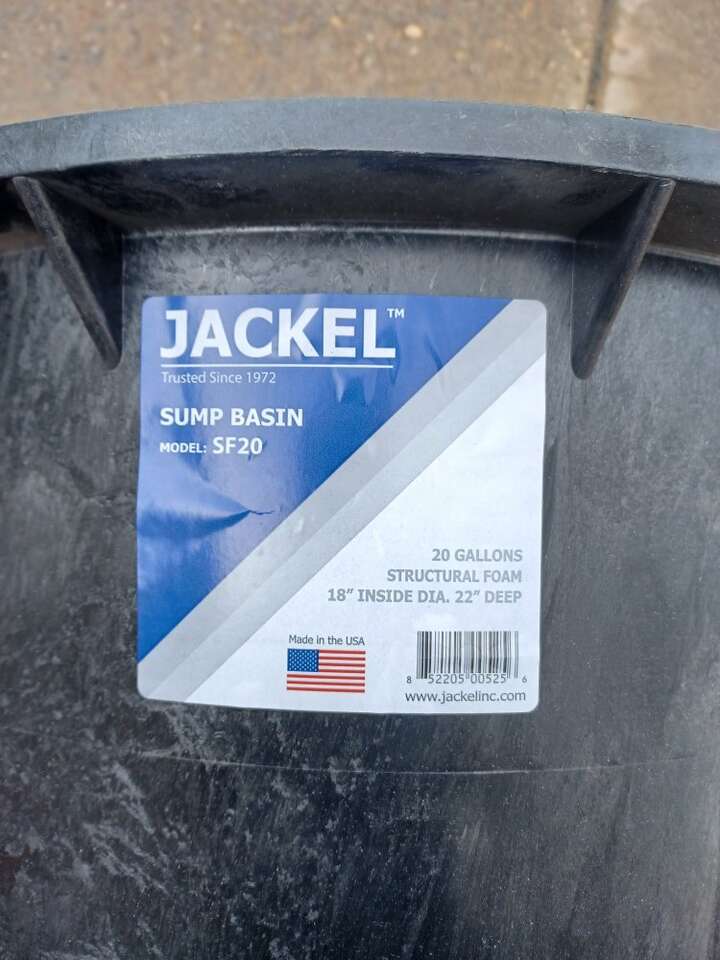 JACKEL™
Trusted Since 1972
SUMP BASIN
MODEL: SF20
20 GALLONS
STRUCTURAL FOAM
18" INSIDE DIA. 22" DEEP
Made in the USA
8 52205 00525 6
www.jackelinc.com